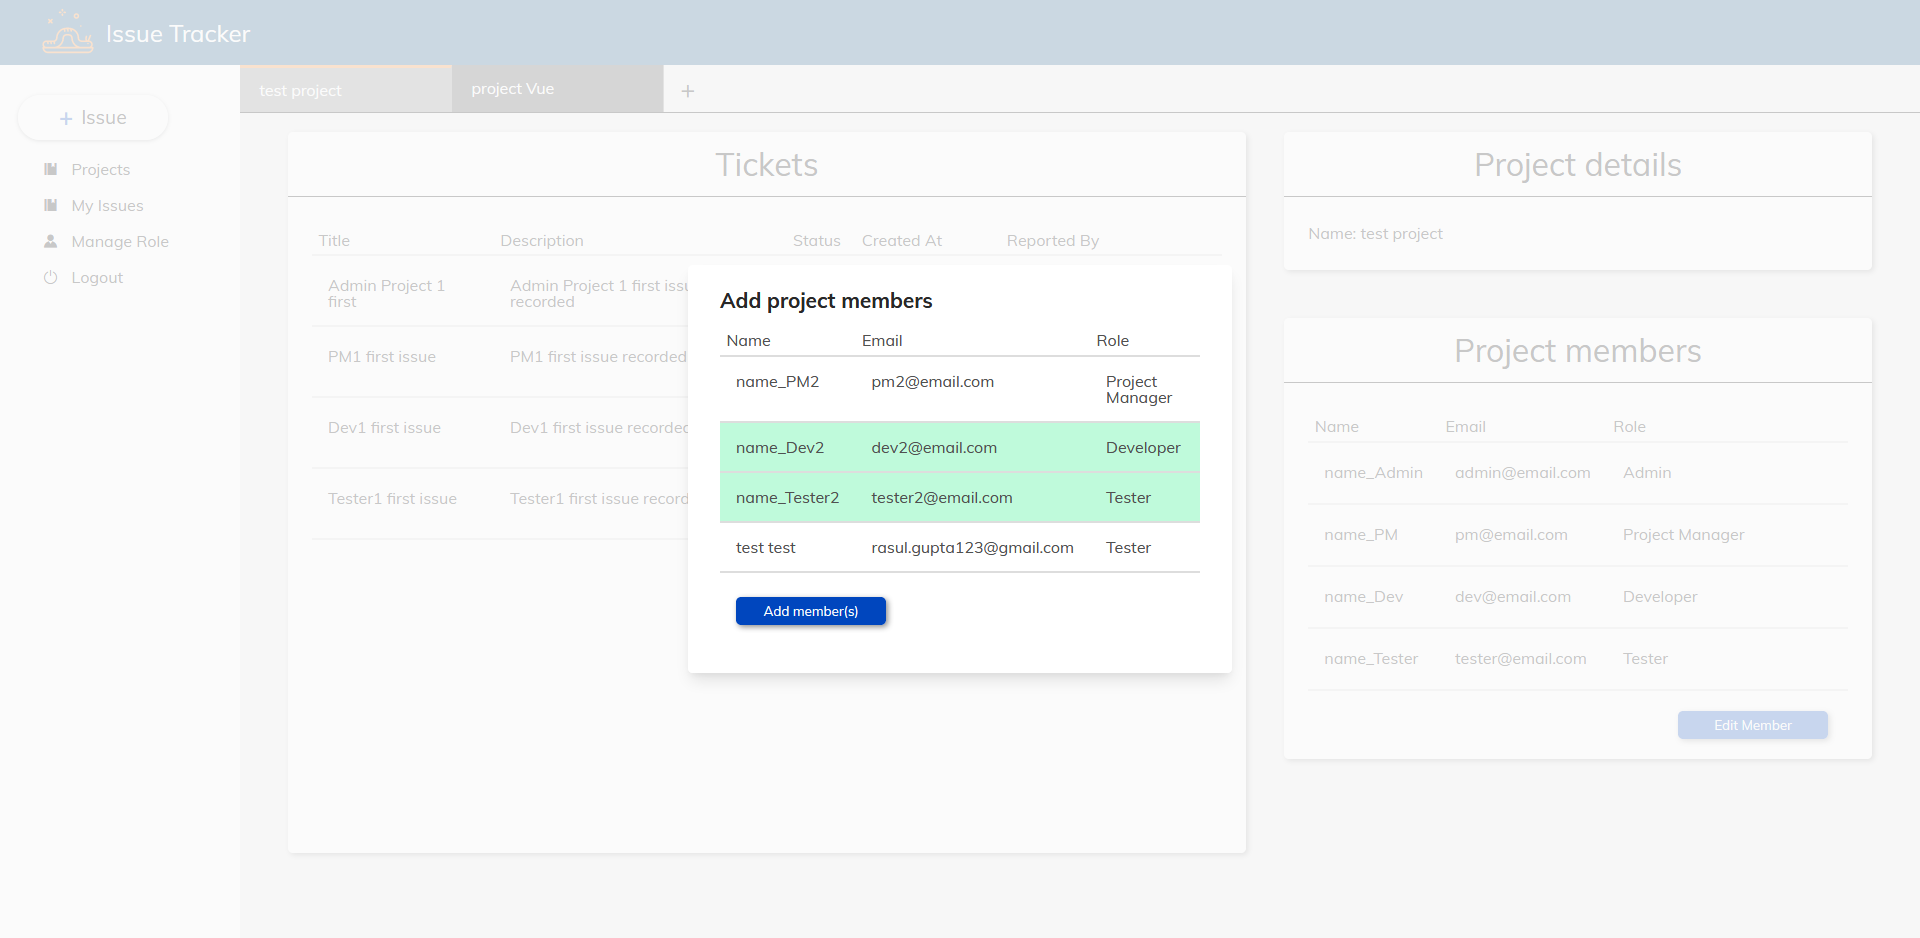 Issue Tracker
test project
project Vue
+
+ Issue
Projects
My Issues
Manage Role
Logout
Tickets
Title Description Status Created At Reported By
Admin Project 1 first
Admin Project 1 first issu
recorded
PM1 first issue PM1 first issue recorded
Dev1 first issue Dev1 first issue recorded
Tester1 first issue Tester1 first issue record
Add project members
Name Email Role
name_PM2 pm2@email.com Project
Manager
name_Dev2 dev2@email.com Developer
name_Tester2 tester2@email.com Tester
test test rasul.gupta123@gmail.com Tester
Add member(s)
Project details
Name: test project
Project members
Name Email Role
name_Admin admin@email.com Admin
name_PM pm@email.com Project Manager
name_Dev dev@email.com Developer
name_Tester tester@email.com Tester
Edit Member